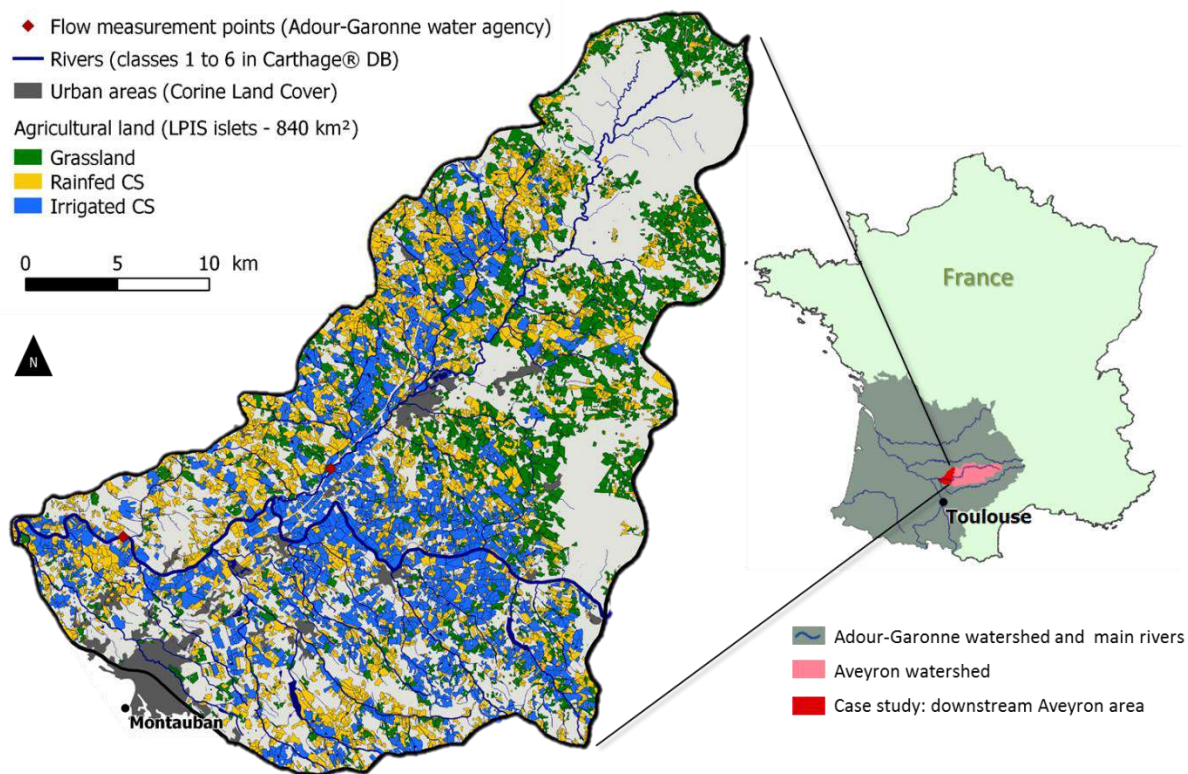 Flow measurement points (Adour-Garonne water agency)
Rivers (classes 1 to 6 in Carthage® DB)
Urban areas (Corine Land Cover)
Agricultural land (LPIS islets - 840 km²)
Grassland
Rainfed CS
Irrigated CS
0 5 10 km
N
Montauban
France
Toulouse
Adour-Garonne watershed and main rivers
Aveyron watershed
Case study: downstream Aveyron area